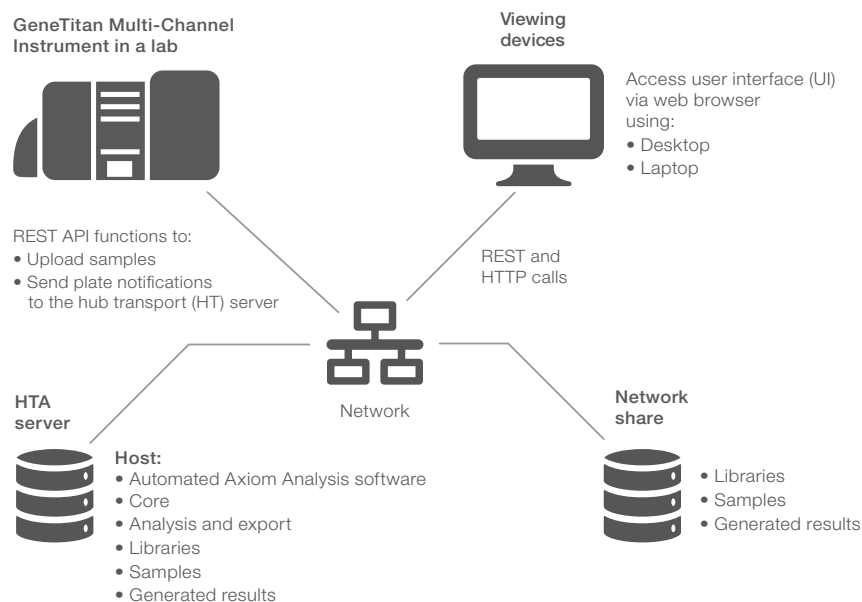 GeneTitan Multi-Channel
Instrument in a lab
Viewing
devices
Access user interface (UI)
via web browser
using:
• Desktop
• Laptop
REST API functions to:
• Upload samples
• Send plate notifications
to the hub transport (HT) server
REST and
HTTP calls
Network
HTA
server
Host:
• Automated Axiom Analysis software
• Core
• Analysis and export
• Libraries
• Samples
• Generated results
Network
share
• Libraries
• Samples
• Generated results